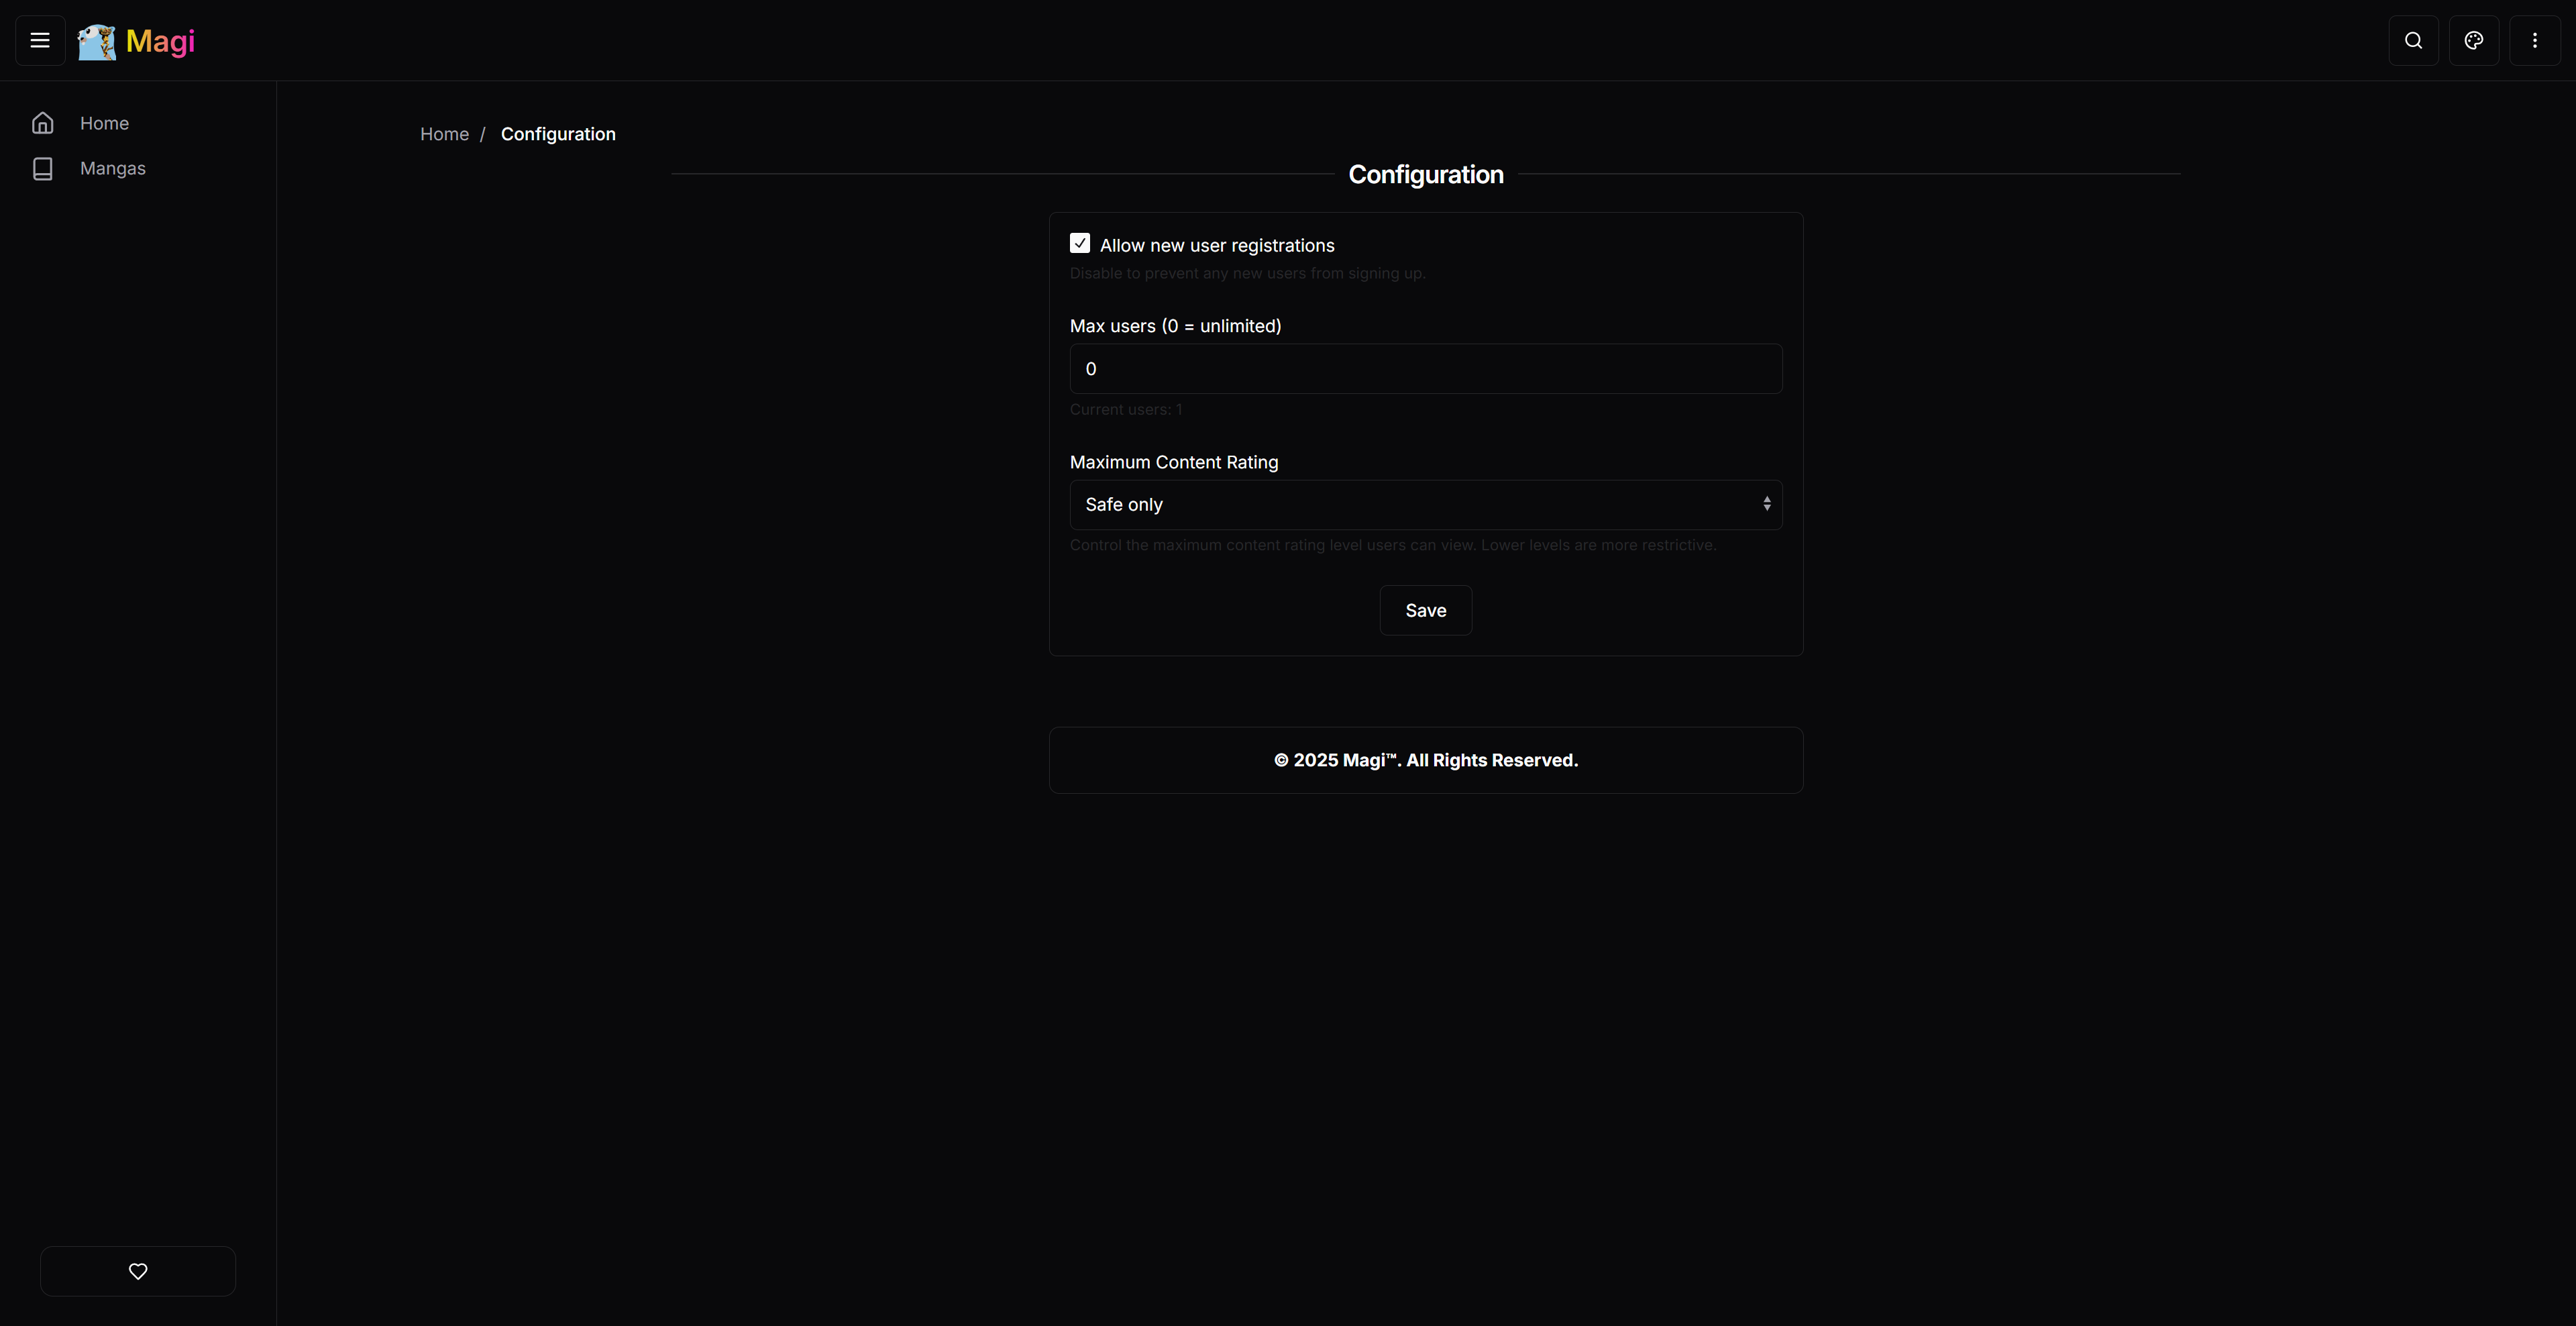 Magi
Home
Mangas
Home / Configuration
Configuration
Allow new user registrations
Disable to prevent any new users from signing up.
Max users (0 = unlimited)
0
Current users: 1
Maximum Content Rating
Safe only
Control the maximum content rating level users can view. Lower levels are more restrictive.
Save
© 2025 Magi™. All Rights Reserved.